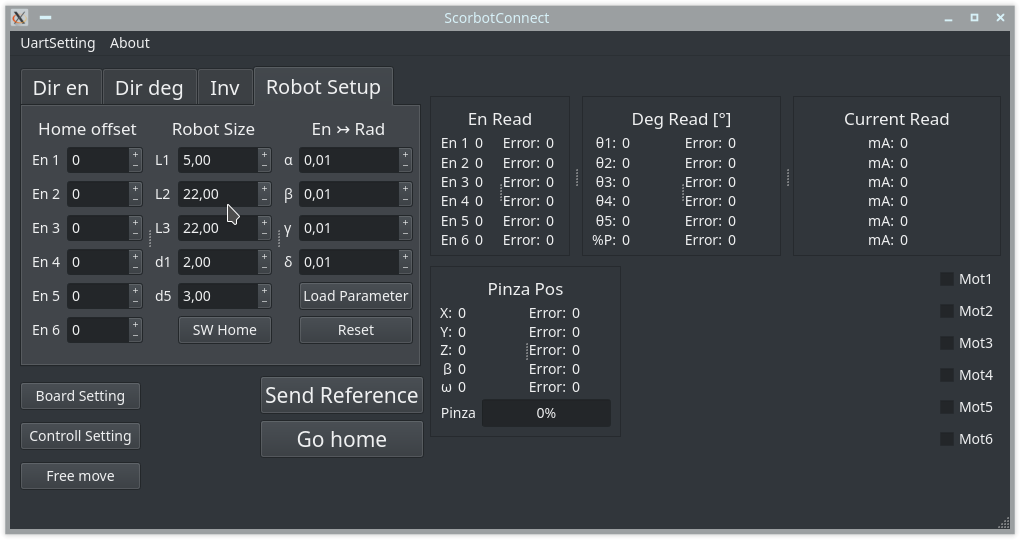 ScorbotConnect
UartSetting About
Dir en Dir deg Inv Robot Setup
Home offset Robot Size En ↣ Rad
En 1 0 L1 5,00 α 0,01
En 2 0 L2 22,00 β 0,01
En 3 0 L3 22,00 γ 0,01
En 4 0 d1 2,00 δ 0,01
En 5 0 d5 3,00 Load Parameter
En 6 0 SW Home Reset
Board Setting
Controll Setting
Free move
Send Reference
Go home
En Read
En 1 0 Error: 0
En 2 0 Error: 0
En 3 0 Error: 0
En 4 0 Error: 0
En 5 0 Error: 0
En 6 0 Error: 0
Deg Read [°]
θ1: 0 Error: 0
θ2: 0 Error: 0
θ3: 0 Error: 0
θ4: 0 Error: 0
θ5: 0 Error: 0
%P: 0 Error: 0
Current Read
mA: 0
mA: 0
mA: 0
mA: 0
mA: 0
mA: 0
Pinza Pos
X: 0 Error: 0
Y: 0 Error: 0
Z: 0 Error: 0
β 0 Error: 0
ω 0 Error: 0
Pinza 0%
Mot1
Mot2
Mot3
Mot4
Mot5
Mot6